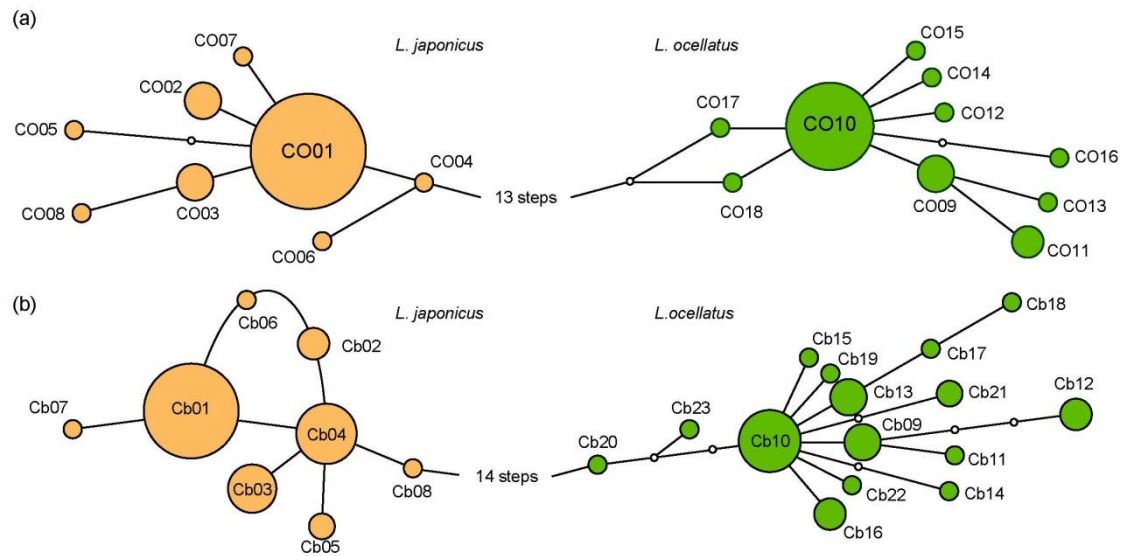 (a)
L. japonicus
L. ocellatus
CO07
CO02
CO05
CO01
CO04
CO08
CO03
CO06
13 steps
CO15
CO14
CO17
CO10
CO12
CO16
CO18
CO09
CO13
CO11
(b)
L. japonicus
L.ocellatus
Cb06
Cb02
Cb07
Cb01
Cb04
Cb03
Cb08
Cb05
14 steps
Cb18
Cb15
Cb19
Cb17
Cb13
Cb21
Cb12
Cb23
Cb09
Cb20
Cb10
Cb11
Cb22
Cb14
Cb16